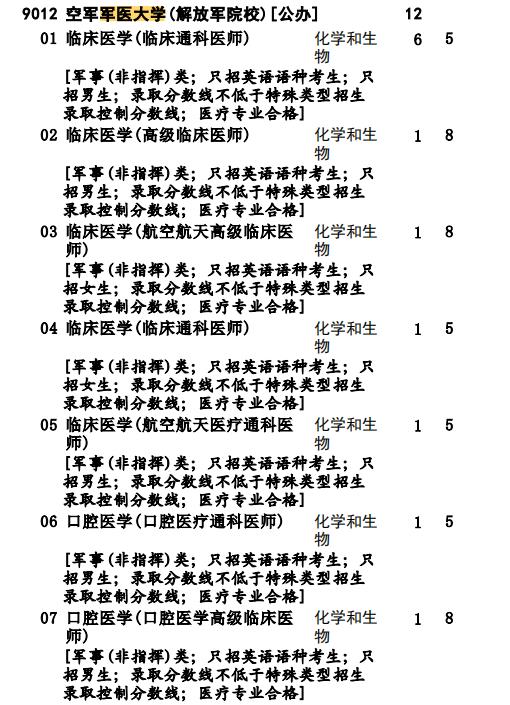 9012 空军军医大学(解放军院校)[公办] 12
01 临床医学(临床通科医师) 化学和生物 6 5
[军事(非指挥)类; 只招英语语种考生; 只
招男生; 录取分数线不低于特殊类型招生
录取控制分数线; 医疗专业合格]
02 临床医学(高级临床医师) 化学和生物 1 8
[军事(非指挥)类; 只招英语语种考生; 只
招男生; 录取分数线不低于特殊类型招生
录取控制分数线; 医疗专业合格]
03 临床医学(航空航天高级临床医 化学和生 1 8
师) 物
[军事(非指挥)类; 只招英语语种考生; 只
招女生; 录取分数线不低于特殊类型招生
录取控制分数线; 医疗专业合格]
04 临床医学(临床通科医师) 化学和生物 1 5
[军事(非指挥)类; 只招英语语种考生; 只
招女生; 录取分数线不低于特殊类型招生
录取控制分数线; 医疗专业合格]
05 临床医学(航空航天医疗通科医 化学和生 1 5
师) 物
[军事(非指挥)类; 只招英语语种考生; 只
招男生; 录取分数线不低于特殊类型招生
录取控制分数线; 医疗专业合格]
06 口腔医学(口腔医疗通科医师) 化学和生物 1 5
[军事(非指挥)类; 只招英语语种考生; 只
招男生; 录取分数线不低于特殊类型招生
录取控制分数线; 医疗专业合格]
07 口腔医学(口腔医学高级临床医 化学和生 1 8
师) 物
[军事(非指挥)类; 只招英语语种考生; 只
招男生; 录取分数线不低于特殊类型招生
录取控制分数线; 医疗专业合格]